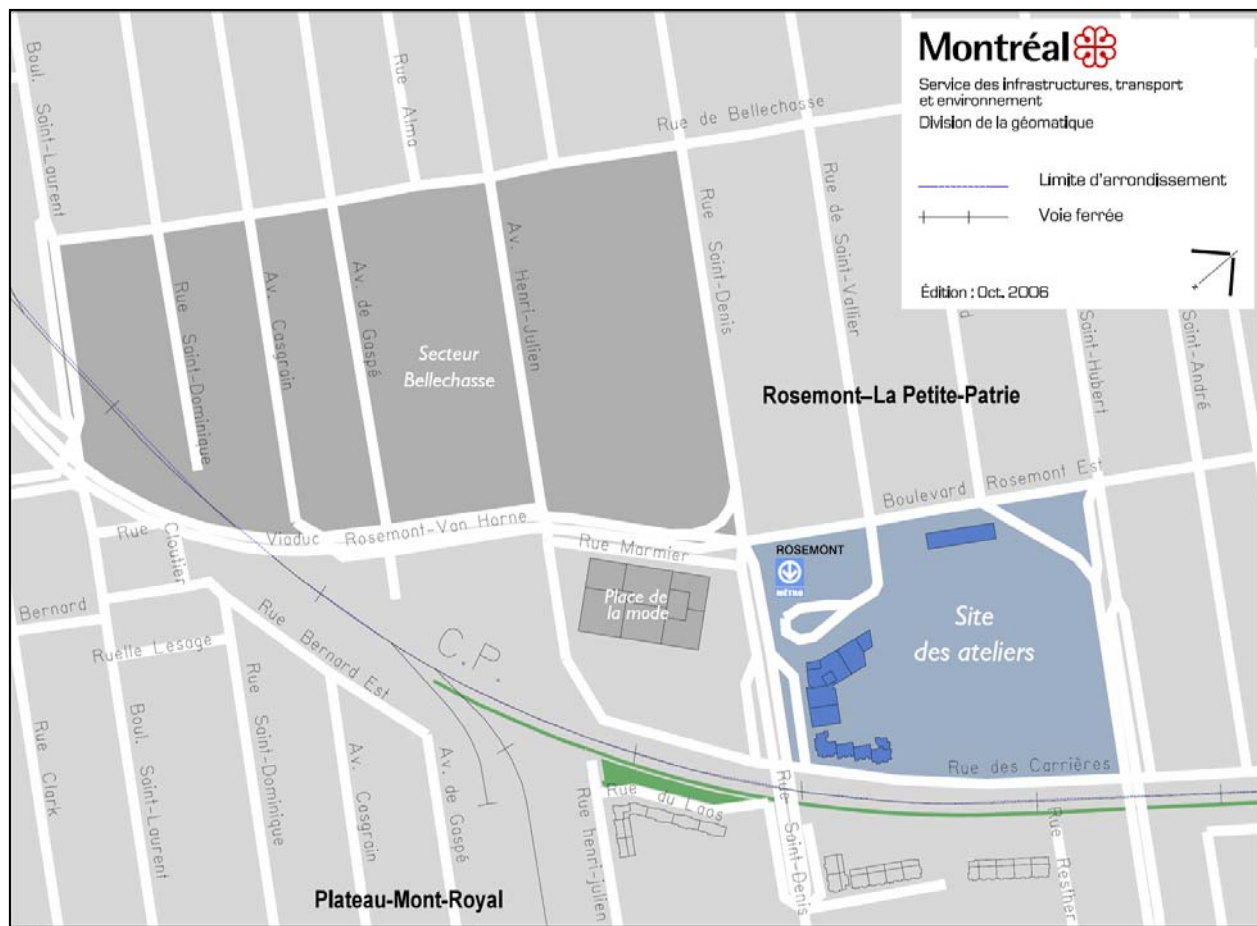 Montréal
Service des infrastructures, transport
et environnement
Division de la géomatique
Limite d'arrondissement
Voie ferrée
Édition : Oct. 2006
Boul. Saint-Laurent
Rue Alma
Rue de Bellechasse
Rue Saint-Dominique
Av. Casgrain
Av. de Gaspé
Av. Henri-Julien
Rue Saint-Denis
Rue de Saint-Vallier
Saint-Hubert
Saint-André
Secteur
Bellechasse
Rosemont–La Petite-Patrie
Boulevard Rosemont Est
Viaduc Rosemont-Van Horne
Rue Marmier
Rue Cloutier
ROSEMONT
MÉTRO
Place de
la mode
Site
des ateliers
Bernard
Rue Bernard Est
Ruelle Lesage
C.P.
Rue Clark
Boul. Saint-Laurent
Rue Saint-Dominique
Av. Casgrain
Av. de Gaspé
Rue henri-julien
Rue du Laos
Rue Saint-Denis
Rue des Carrières
Rue Resther
Plateau-Mont-Royal